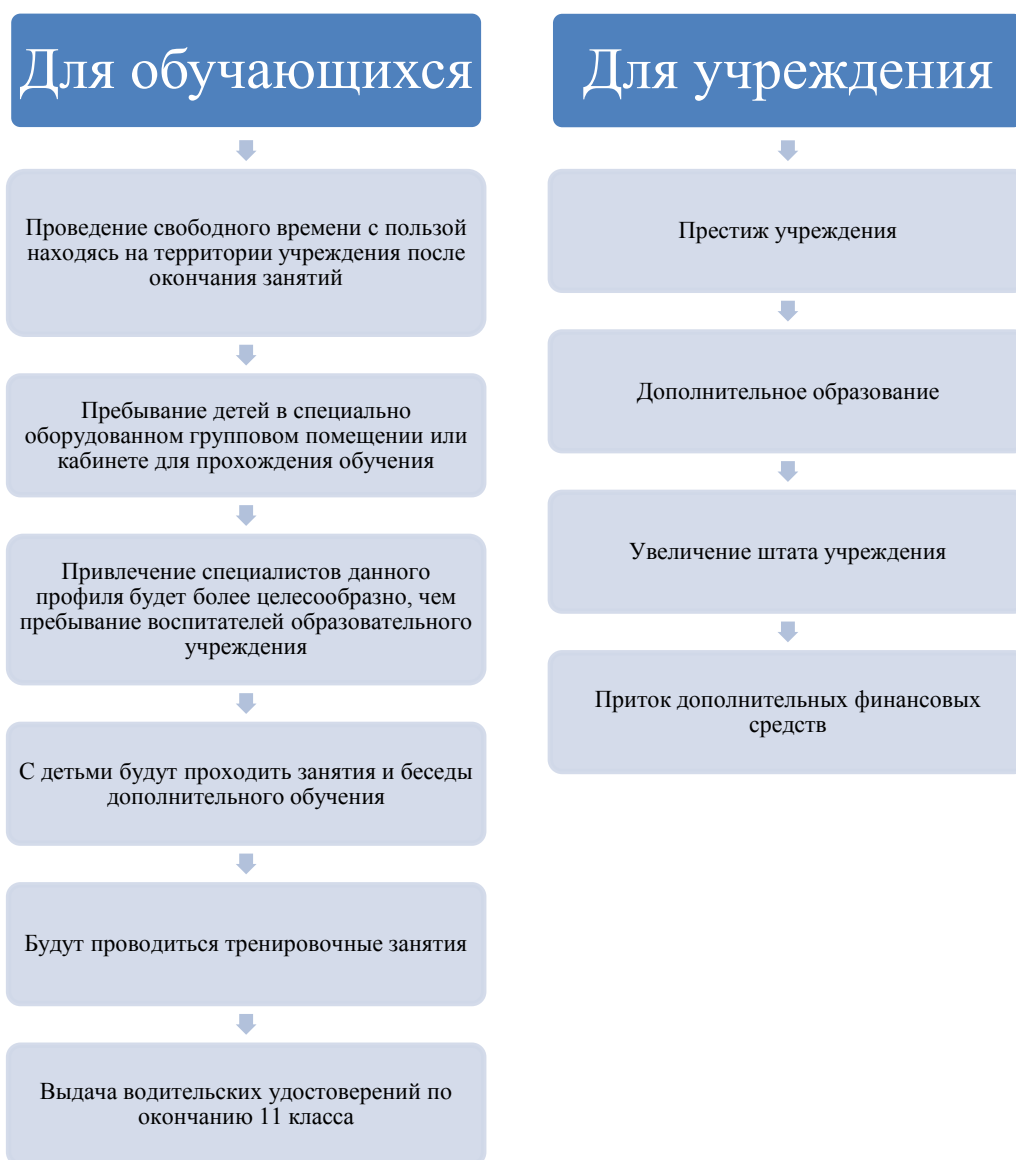 Для обучающихся
Проведение свободного времени с пользой
находясь на территории учреждения после
окончания занятий
Пребывание детей в специально
оборудованном групповом помещении или
кабинете для прохождения обучения
Привлечение специалистов данного
профиля будет более целесообразно, чем
пребывание воспитателей образовательного
учреждения
С детьми будут проходить занятия и беседы
дополнительного обучения
Будут проводиться тренировочные занятия
Выдача водительских удостоверений по
окончанию 11 класса
Для учреждения
Престиж учреждения
Дополнительное образование
Увеличение штата учреждения
Приток дополнительных финансовых
средств